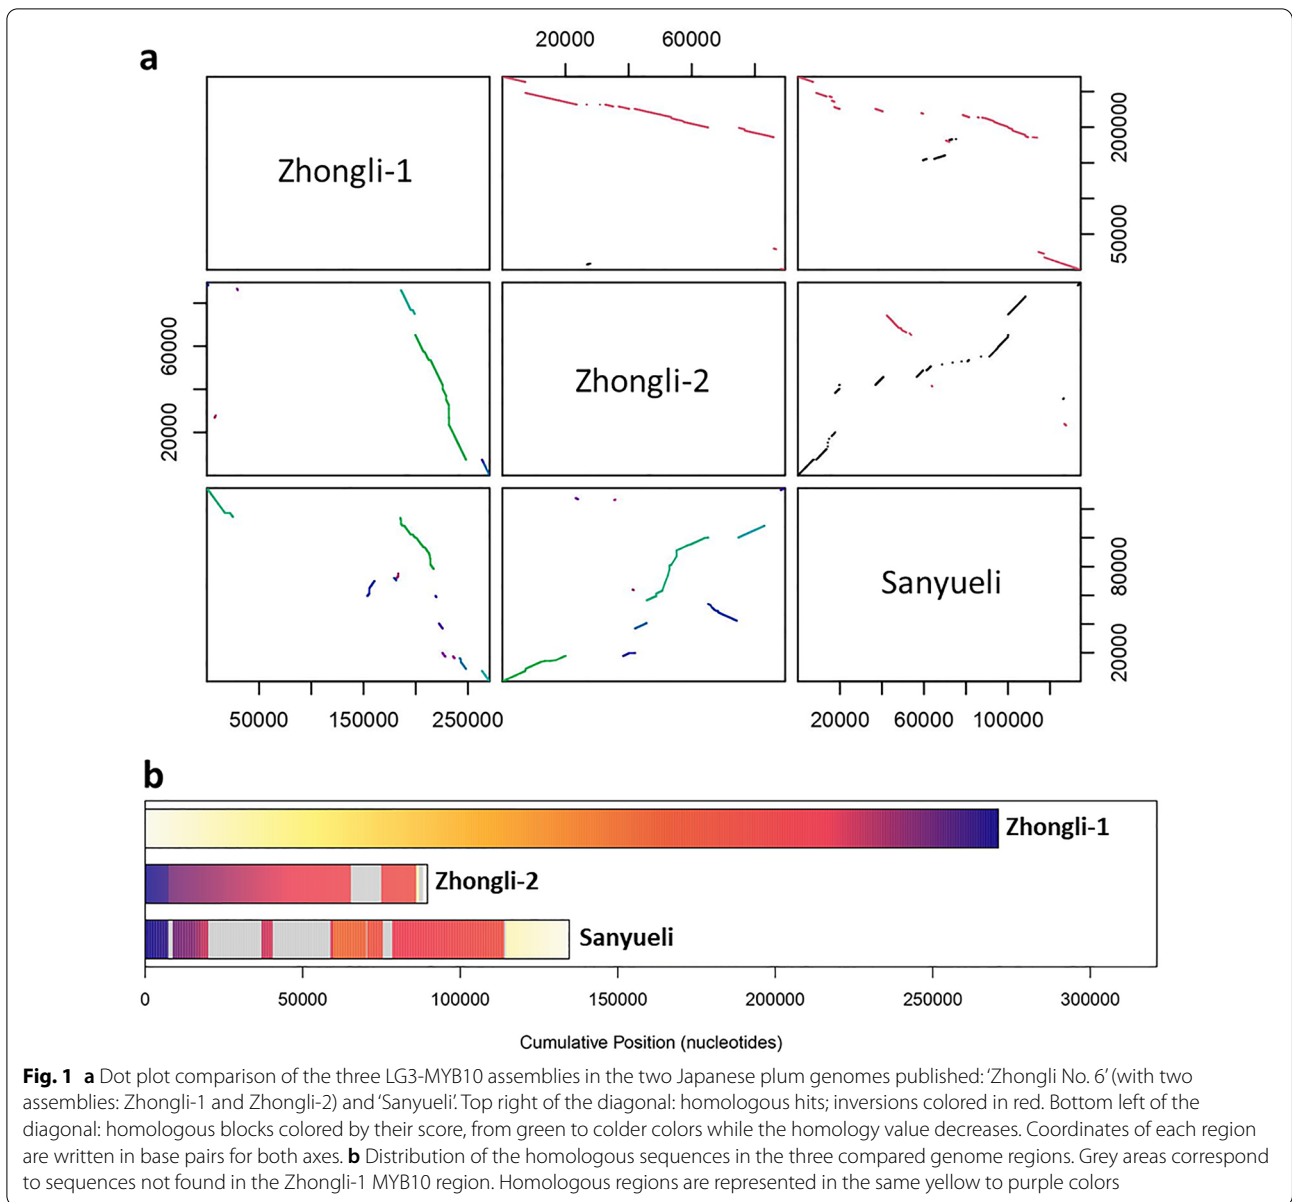 a
20000 60000
Zhongli-1
200000
50000
60000
20000
Zhongli-2
Sanyueli
80000
20000
50000 150000 250000
20000 60000 100000
b
Zhongli-1
Zhongli-2
Sanyueli
0 50000 100000 150000 200000 250000 300000
Cumulative Position (nucleotides)
Fig. 1 a Dot plot comparison of the three LG3-MYB10 assemblies in the two Japanese plum genomes published: ‘Zhongli No. 6’ (with two
assemblies: Zhongli-1 and Zhongli-2) and ‘Sanyueli’. Top right of the diagonal: homologous hits; inversions colored in red. Bottom left of the
diagonal: homologous blocks colored by their score, from green to colder colors while the homology value decreases. Coordinates of each region
are written in base pairs for both axes. b Distribution of the homologous sequences in the three compared genome regions. Grey areas correspond
to sequences not found in the Zhongli-1 MYB10 region. Homologous regions are represented in the same yellow to purple colors